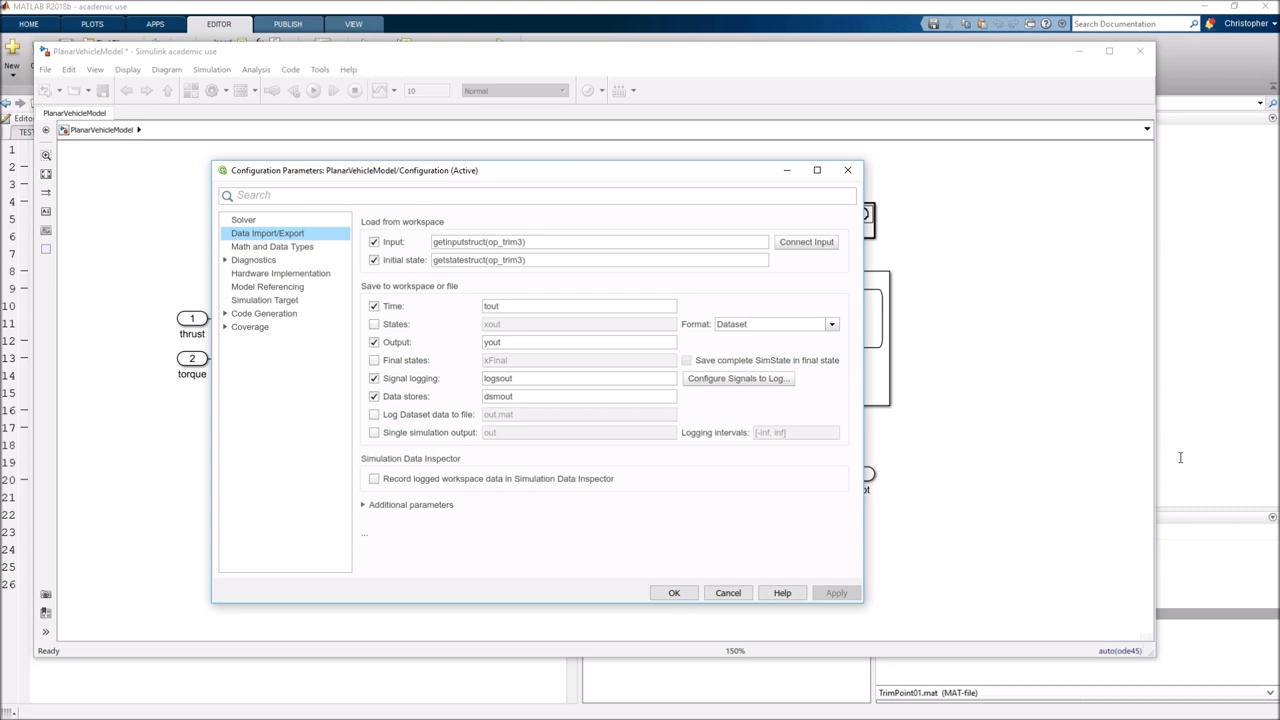 MATLAB R2018b - academic use
HOME PLOTS APPS EDITOR PUBLISH VIEW Search Documentation Christopher
PlanarVehicleModel * - Simulink academic use
New
File Edit View Display Diagram Simulation Analysis Code Tools Help
10 Normal
PlanarVehicleModel
Edito
PlanarVehicleModel
TES
Configuration Parameters: PlanarVehicleModel/Configuration (Active)
Search
Solver
Data Import/Export
Math and Data Types
Diagnostics
Hardware Implementation
Model Referencing
Simulation Target
Code Generation
Coverage
Load from workspace
Input: getinputstruct(op_trim3) Connect Input
Initial state: getstatestruct(op_trim3)
Save to workspace or file
Time: tout
States: xout Format: Dataset
Output: yout
Final states: xFinal Save complete SimState in final state
Signal logging: logsout Configure Signals to Log...
Data stores: dsmout
Log Dataset data to file: out.mat
Single simulation output: out Logging intervals: [-inf, inf]
Simulation Data Inspector
Record logged workspace data in Simulation Data Inspector
Additional parameters
...
OK Cancel Help Apply
1
thrust
2
torque
pt
1
2
3
4
5
6
7
8
9
10
11
12
13
14
15
16
17
18
19
20
21
22
23
24
25
26
Ready 150% auto(ode45)
TrimPoint01.mat (MAT-file)